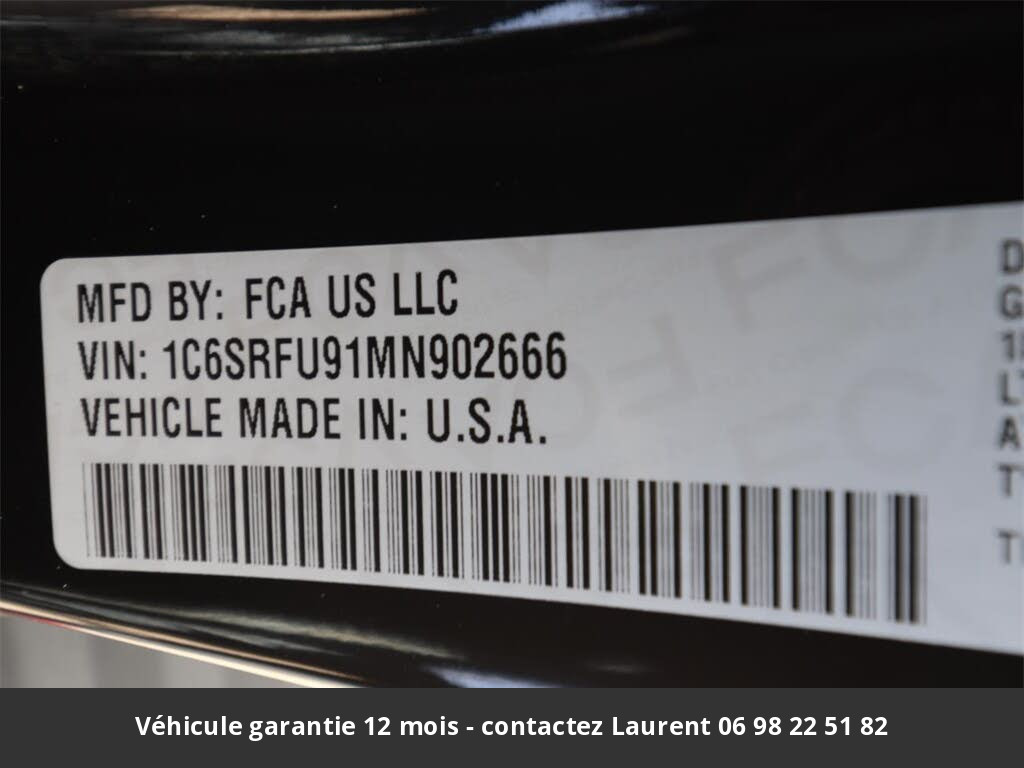 MFD BY: FCA US LLC
VIN: 1C6SRFU91MN902666
VEHICLE MADE IN: U.S.A.
D
G
L
A
T
T
Véhicule garantie 12 mois - contactez Laurent 06 98 22 51 82